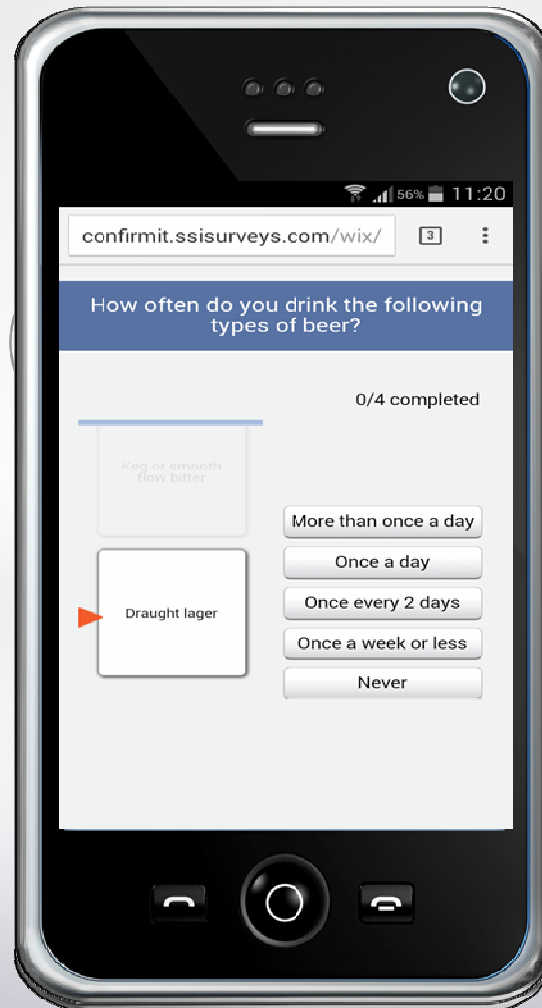 56% 11:20
confirmit.ssisurveys.com/wix/ 3
How often do you drink the following
types of beer?
0/4 completed
Keg or smooth
flow bitter
More than once a day
Once a day
Draught lager
Once every 2 days
Once a week or less
Never